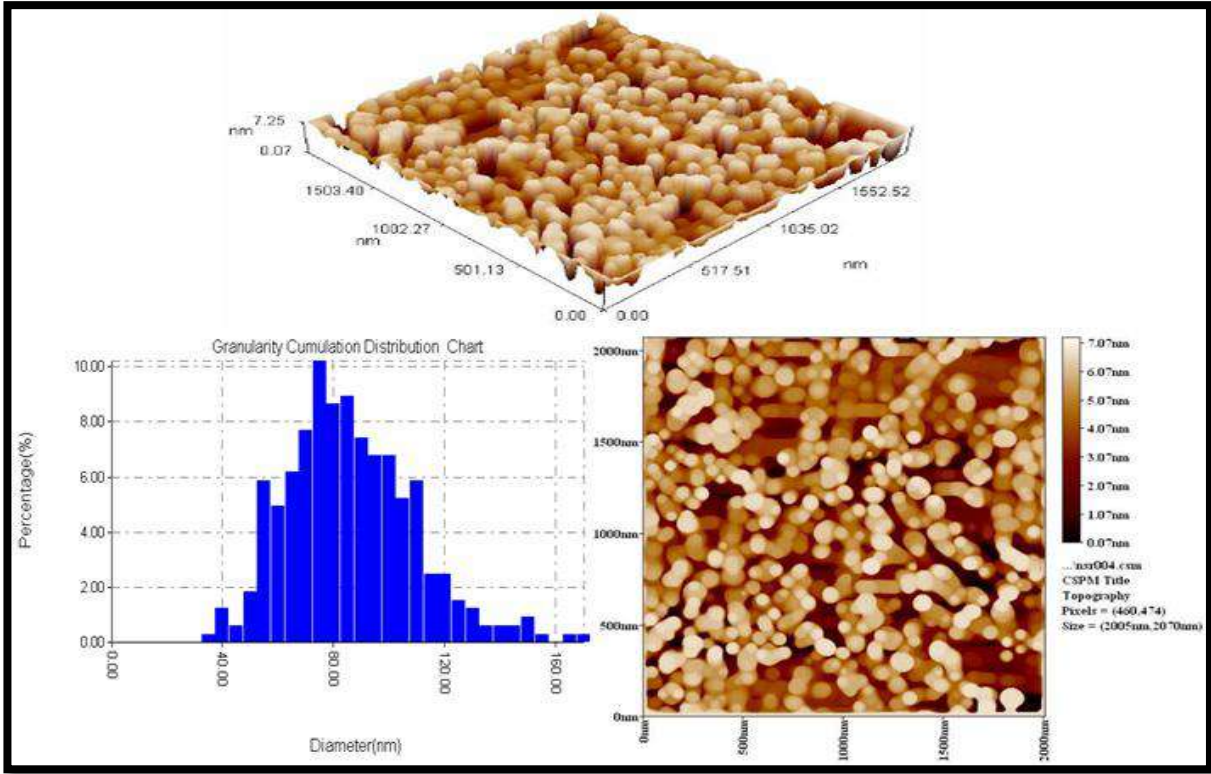 7.25
nm
0.07
1503.40
1002.27
nm
501.13
0.00
0.00
517.51
1035.02
1552.52
nm
Granularity Cumulation Distribution Chart
10.00
8.00
6.00
4.00
2.00
0.00
Percentage(%)
0.00
40.00
80.00
120.00
160.00
Diameter(nm)
2000nm
1500nm
1000nm
500nm
0nm
0nm
500nm
1000nm
1500nm
2000nm
7.07nm
6.07nm
5.07nm
4.07nm
3.07nm
2.07nm
1.07nm
0.07nm
...\nsr004.csm
CSPM Title
Topography
Pixels = (460,474)
Size = (2005nm,2070nm)